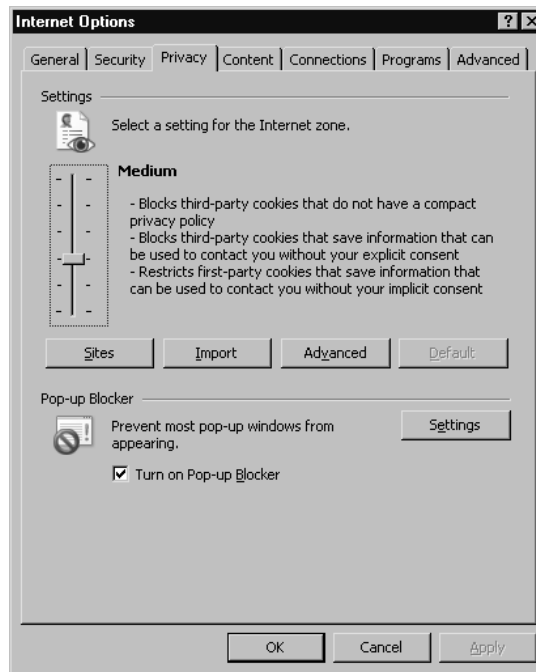 Internet Options
General Security Privacy Content Connections Programs Advanced
Settings
Select a setting for the Internet zone.
Medium
- Blocks third-party cookies that do not have a compact
privacy policy
- Blocks third-party cookies that save information that can
be used to contact you without your explicit consent
- Restricts first-party cookies that save information that
can be used to contact you without your implicit consent
Sites Import Advanced Default
Pop-up Blocker
Prevent most pop-up windows from
appearing.
Settings
Turn on Pop-up Blocker
OK Cancel Apply